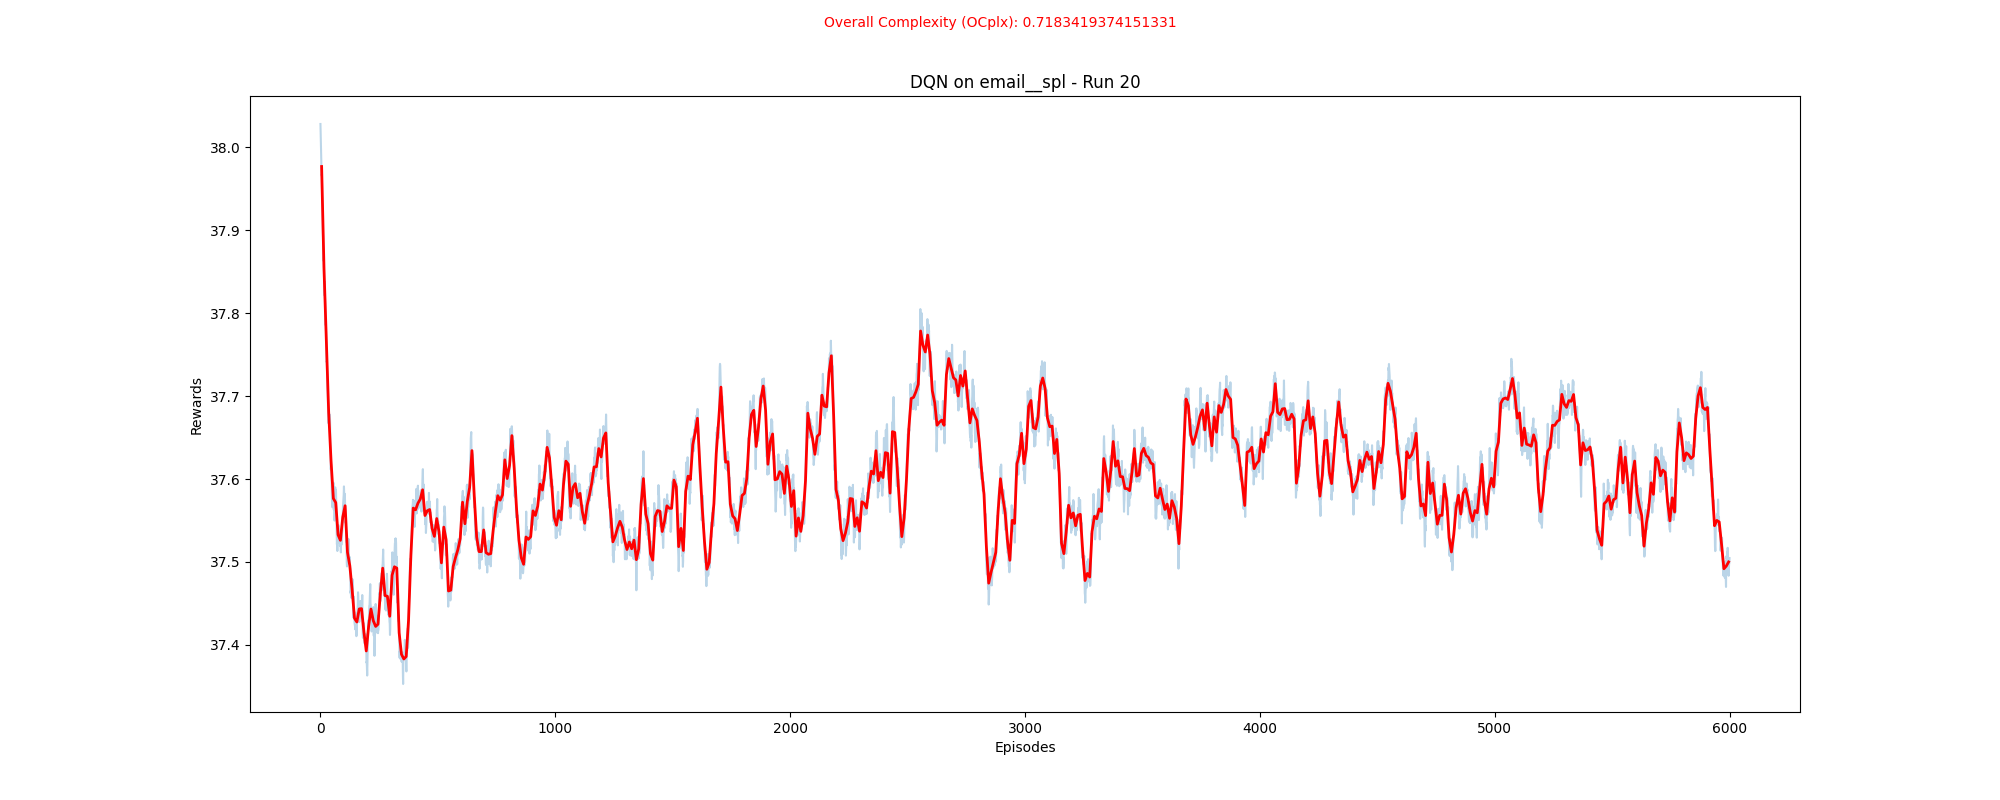 Overall Complexity (OCplx): 0.7183419374151331
DQN on email__spl - Run 20
Rewards
38.0
37.9
37.8
37.7
37.6
37.5
37.4
0 1000 2000 3000 4000 5000 6000
Episodes